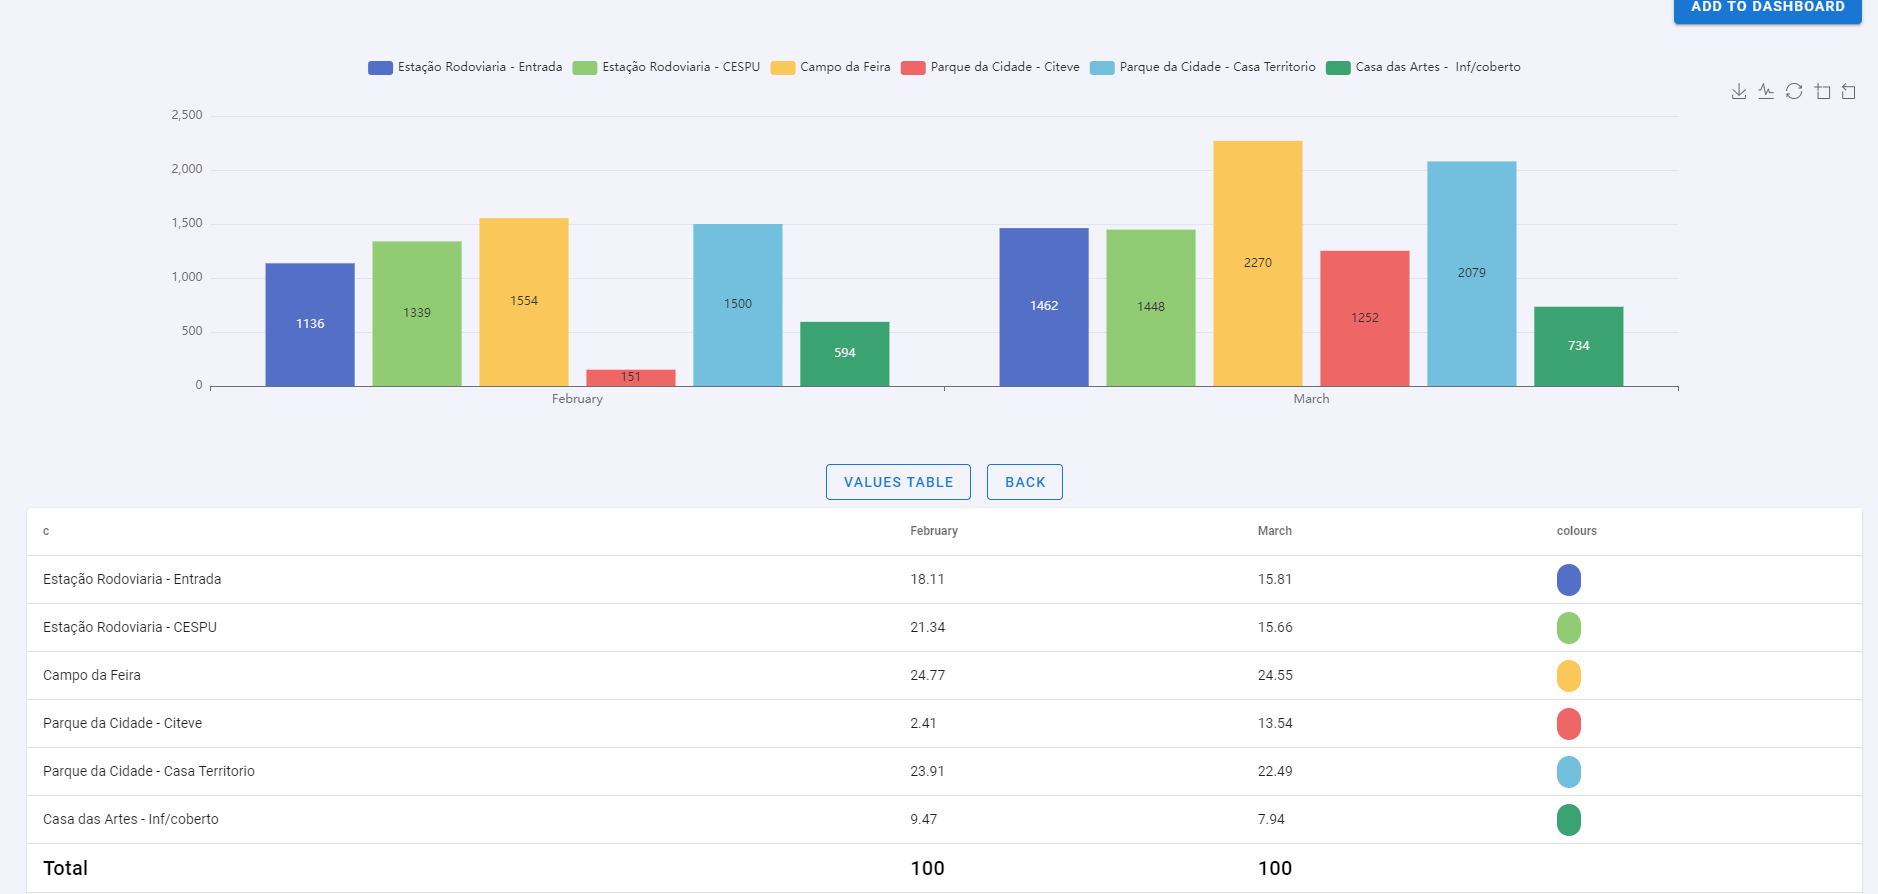 ADD TO DASHBOARD
Estação Rodoviaria - Entrada Estação Rodoviaria - CESPU Campo da Feira Parque da Cidade - Citeve Parque da Cidade - Casa Territorio Casa das Artes - Inf/coberto
2,500
2,000
1,500
1,000
500
0
1136
1339
1554
151
1500
594
1462
1448
2270
1252
2079
734
February March
VALUES TABLE BACK
c February March colours
Estação Rodoviaria - Entrada 18.11 15.81
Estação Rodoviaria - CESPU 21.34 15.66
Campo da Feira 24.77 24.55
Parque da Cidade - Citeve 2.41 13.54
Parque da Cidade - Casa Territorio 23.91 22.49
Casa das Artes - Inf/coberto 9.47 7.94
Total 100 100